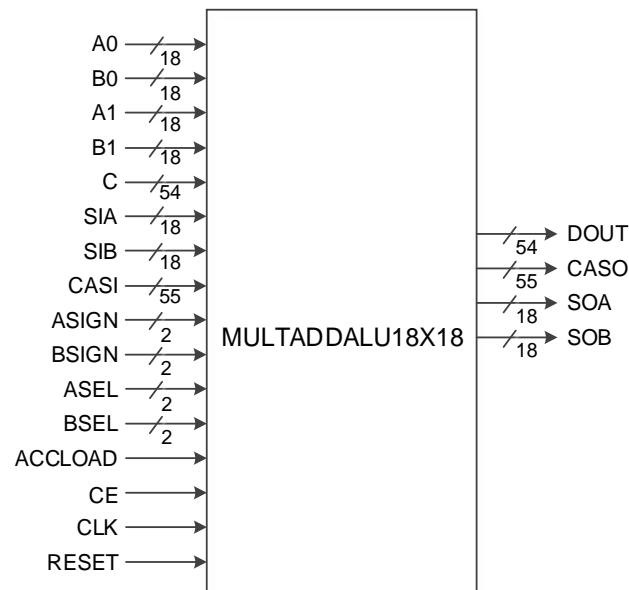 A0
18
B0
18
A1
18
B1
18
C
54
SIA
18
SIB
18
CASI
55
ASIGN
2
BSIGN
2
ASEL
2
BSEL
2
ACCLOAD
CE
CLK
RESET
MULTADDALU18X18
DOUT
54
CASO
55
SOA
18
SOB
18